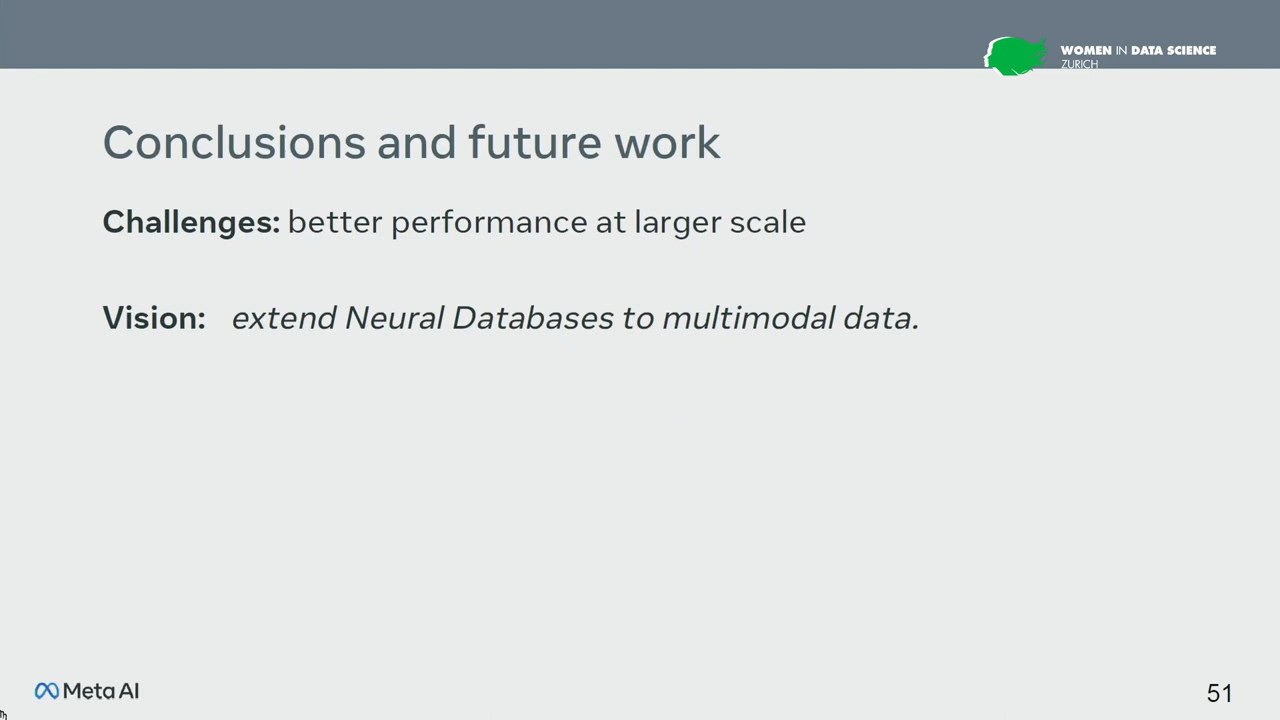 WOMEN IN DATA SCIENCE
ZURICH
Conclusions and future work
Challenges: better performance at larger scale
Vision: extend Neural Databases to multimodal data.
Meta AI
51